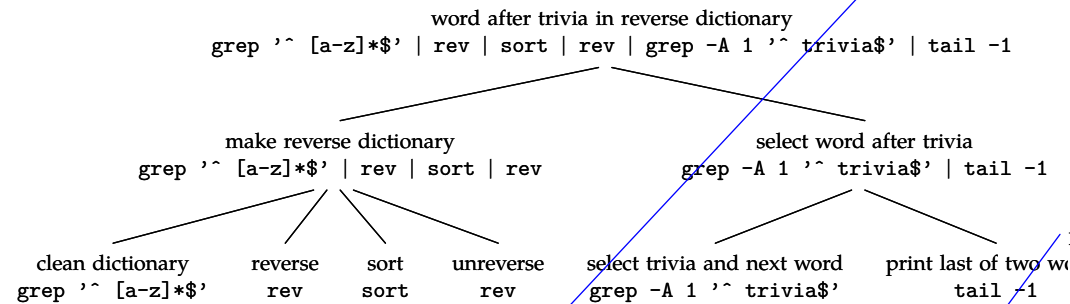 word after trivia in reverse dictionary
grep '^ [a-z]*$' | rev | sort | rev | grep -A 1 '^ trivia$' | tail -1
make reverse dictionary
select word after trivia
grep '^ [a-z]*$' | rev | sort | rev
grep -A 1 '^ trivia$' | tail -1
clean dictionary
reverse
sort
unreverse
select trivia and next word
print last of two
grep '^ [a-z]*$'
rev
sort
rev
grep -A 1 '^ trivia$'
tail -1